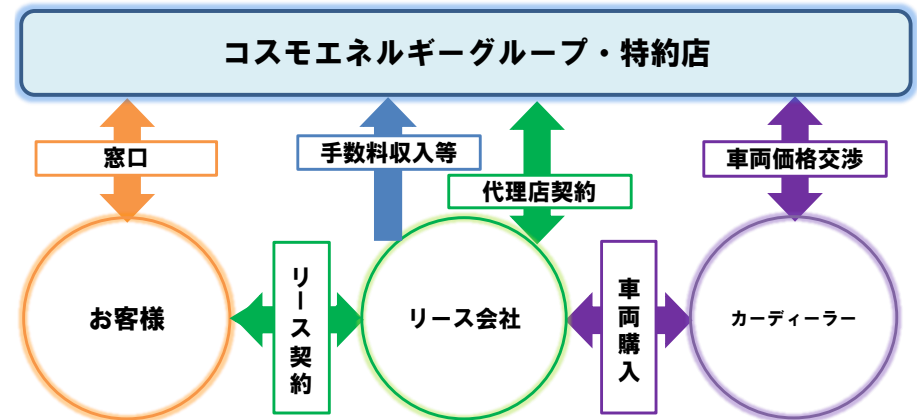 コスモエネルギーグループ・特約店
窓口
手数料収入等
代理店契約
車両価格交渉
お客様
リース契約
リース会社
車両購入
カーディーラー